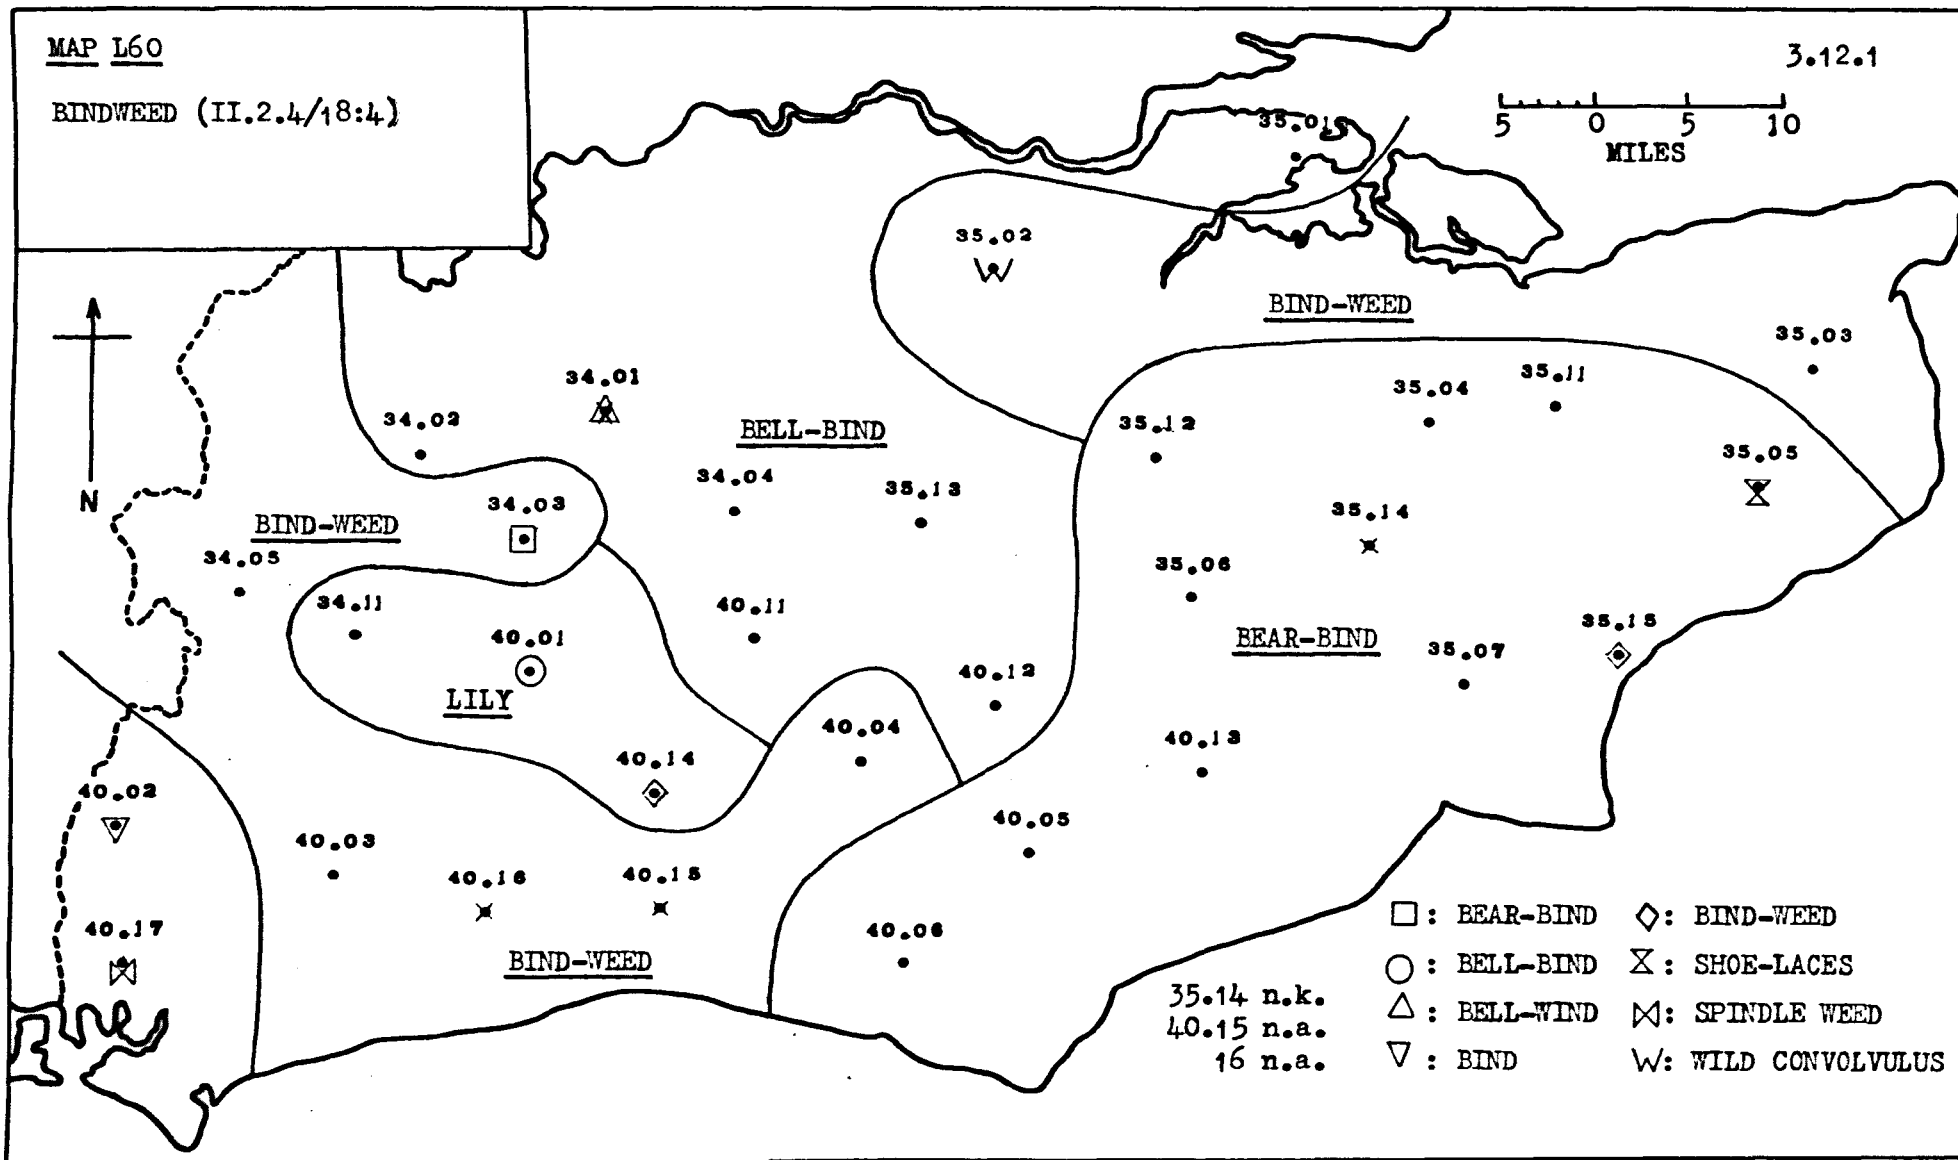 MAP L60
BINDWEED (II.2.4/18:4)
3.12.1
5 0 5 10
MILES
35.01
35.02
BIND-WEED
35.03
34.01
35.04
35.11
34.02
BELL-BIND
35.12
35.05
34.04
35.13
34.03
35.14
N
BIND-WEED
34.05
35.06
34.11
40.11
40.01
BEAR-BIND
35.07
35.15
LILY
40.12
40.04
40.13
40.14
40.02
40.05
40.03
40.16
40.15
40.17
40.06
BIND-WEED
□: BEAR-BIND ◇: BIND-WEED
○: BELL-BIND ⧖: SHOE-LACES
35.14 n.k.
△: BELL-WIND ⋈: SPINDLE WEED
40.15 n.a.
16 n.a.
▽: BIND W: WILD CONVOLVULUS